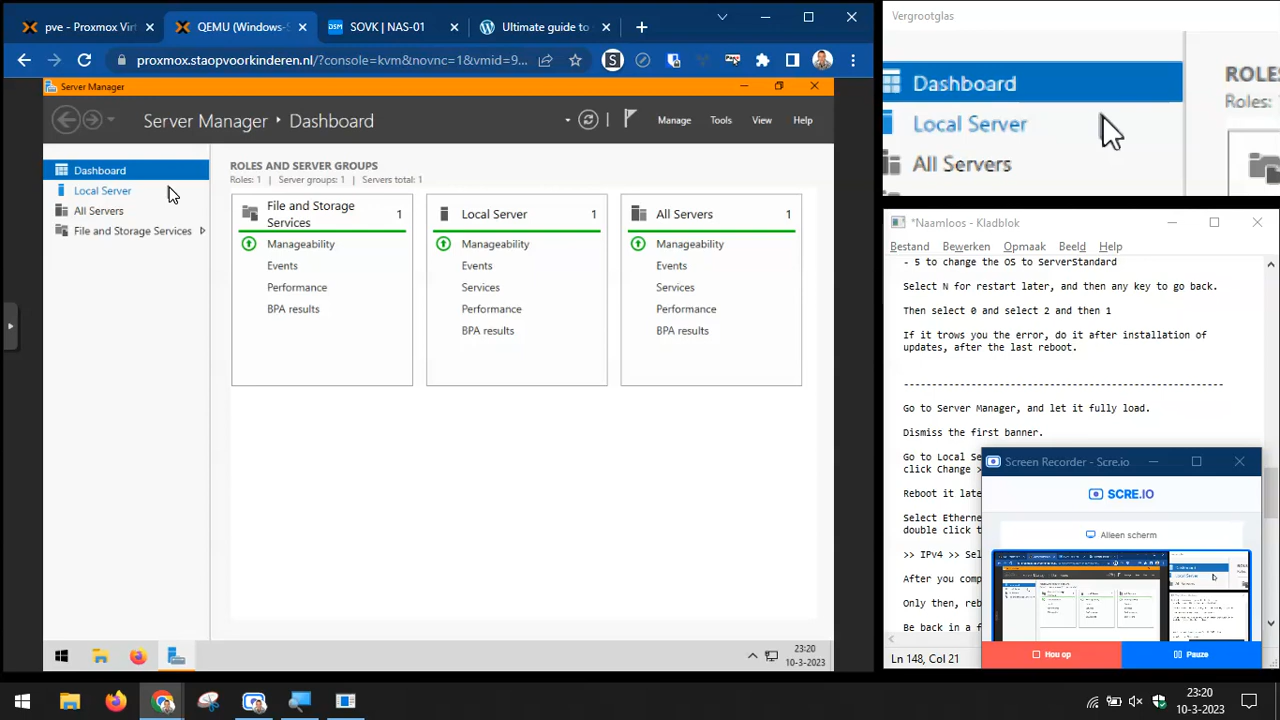 pve - Proxmox Virt
QEMU (Windows-S
SOVK | NAS-01
Ultimate guide to
proxmox.staopvoorkinderen.nl/?console=kvm&novnc=1&vmid=9...
Server Manager
Server Manager
Dashboard
Manage
Tools
View
Help
Dashboard
Local Server
All Servers
File and Storage Services
ROLES AND SERVER GROUPS
Roles: 1 | Server groups: 1 | Servers total: 1
File and Storage
Services
1
Manageability
Events
Performance
BPA results
Local Server
1
Manageability
Events
Services
Performance
BPA results
All Servers
1
Manageability
Events
Services
Performance
BPA results
23:20
10-3-2023
Vergrootglas
Dashboard
Local Server
All Servers
ROLES
Roles:
*Naamloos - Kladblok
Bestand
Bewerken
Opmaak
Beeld
Help
- 5 to change the OS to ServerStandard
Select N for restart later, and then any key to go back.
Then select 0 and select 2 and then 1
If it trows you the error, do it after installation of
updates, after the last reboot.
--------------------------------------------------
Go to Server Manager, and let it fully load.
Dismiss the first banner.
Go to Local Se
click Change >
Reboot it late
Select Etherne
double click t
>> IPv4 >> Sel
After you comp
Only then, reb
Be back in a f
Ln 148, Col 21
Screen Recorder - Scre.io
SCRE.IO
Alleen scherm
Hou op
Pauze
23:20
10-3-2023